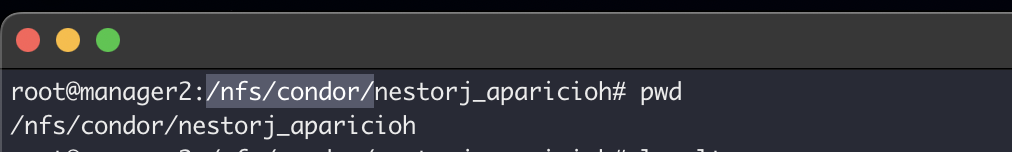 root@manager2:/nfs/condor/nestorj_aparicioh# pwd
/nfs/condor/nestorj_aparicioh